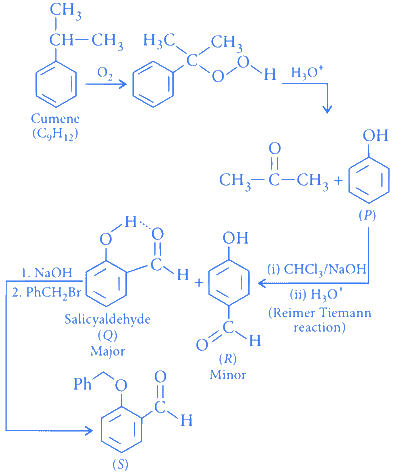 CH₃
CH—CH₃
O₂
Cumene
(C₉H₁₂)
H₃C CH₃
C
O O H
H₃O⁺
O
CH₃—C—CH₃ +
OH
(P)
(i) CHCl₃/NaOH
(ii) H₃O⁺
(Reimer Tiemann
reaction)
H O
O C H
Salicyaldehyde
(Q)
Major
+
OH
C
O H
(R)
Minor
1. NaOH
2. PhCH₂Br
Ph O O
C H
(S)